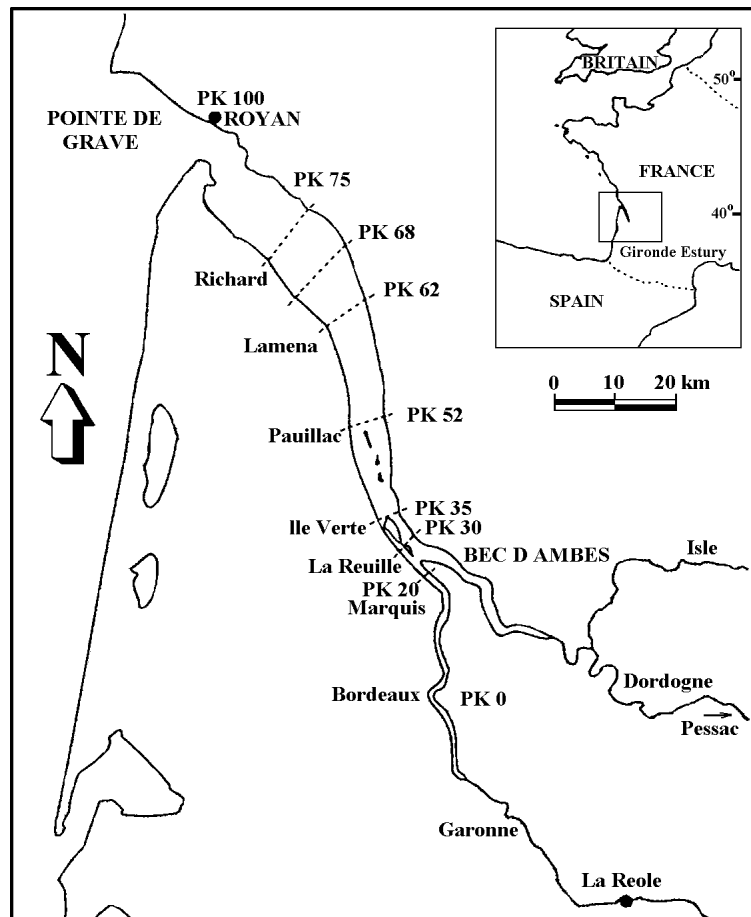 PK 100
ROYAN
POINTE DE
GRAVE
PK 75
PK 68
Richard
PK 62
Lamena
N
PK 52
Pauillac
PK 35
lle Verte
PK 30
BEC D AMBES
Isle
La Reuille
PK 20
Marquis
Dordogne
Bordeaux
PK 0
Pessac
Garonne
La Reole
BRITAIN
50°
FRANCE
40°
Gironde Estury
SPAIN
0 10 20 km